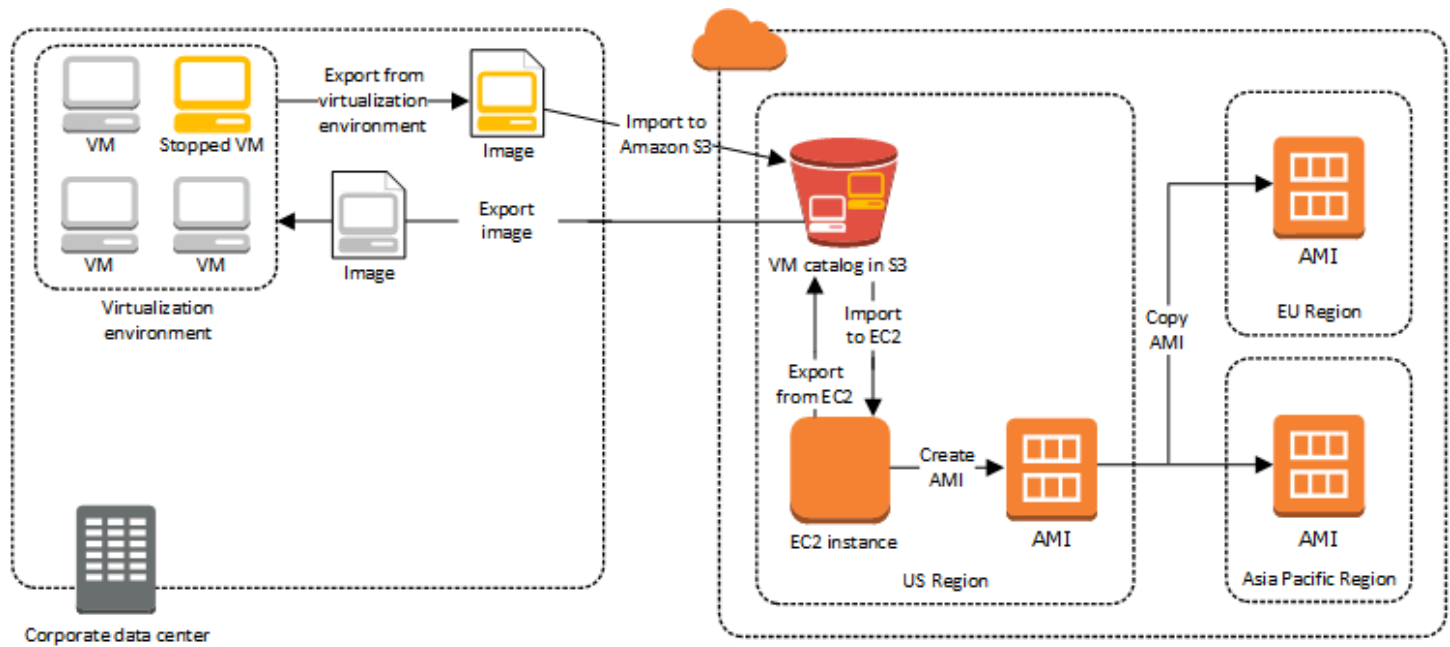 VM
Stopped VM
Export from
virtualization
environment
Image
Import to
Amazon S3
VM
VM
Image
Export
image
Virtualization
environment
Corporate data center
VM catalog in S3
Import
to EC2
Export
from EC2
EC2 instance
Create
AMI
AMI
US Region
Copy
AMI
AMI
EU Region
AMI
Asia Pacific Region